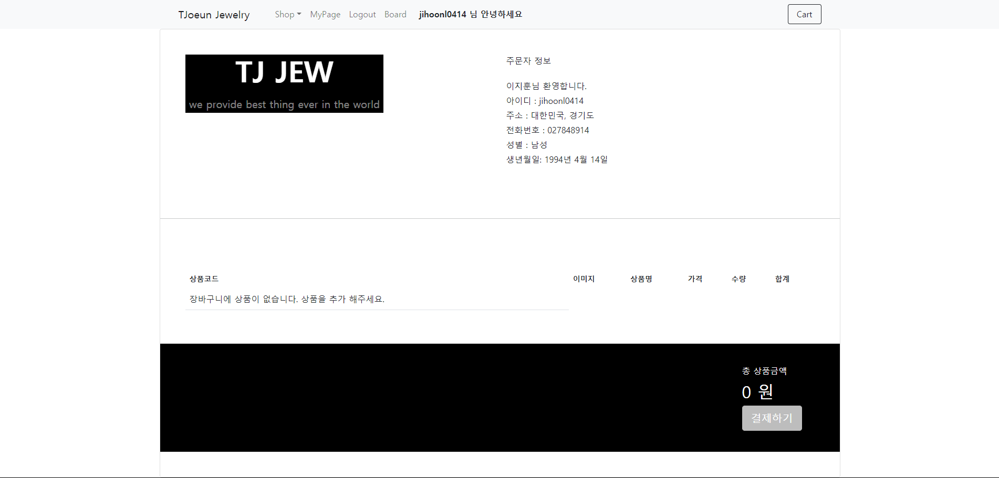 TJoeun Jewelry Shop MyPage Logout Board jihoonl0414 님 안녕하세요 Cart
TJ JEW
we provide best thing ever in the world
주문자 정보
이지훈님 환영합니다.
아이디 : jihoonl0414
주소 : 대한민국, 경기도
전화번호 : 027848914
성별 : 남성
생년월일: 1994년 4월 14일
상품코드 이미지 상품명 가격 수량 합계
장바구니에 상품이 없습니다. 상품을 추가 해주세요.
총 상품금액
0 원
결제하기